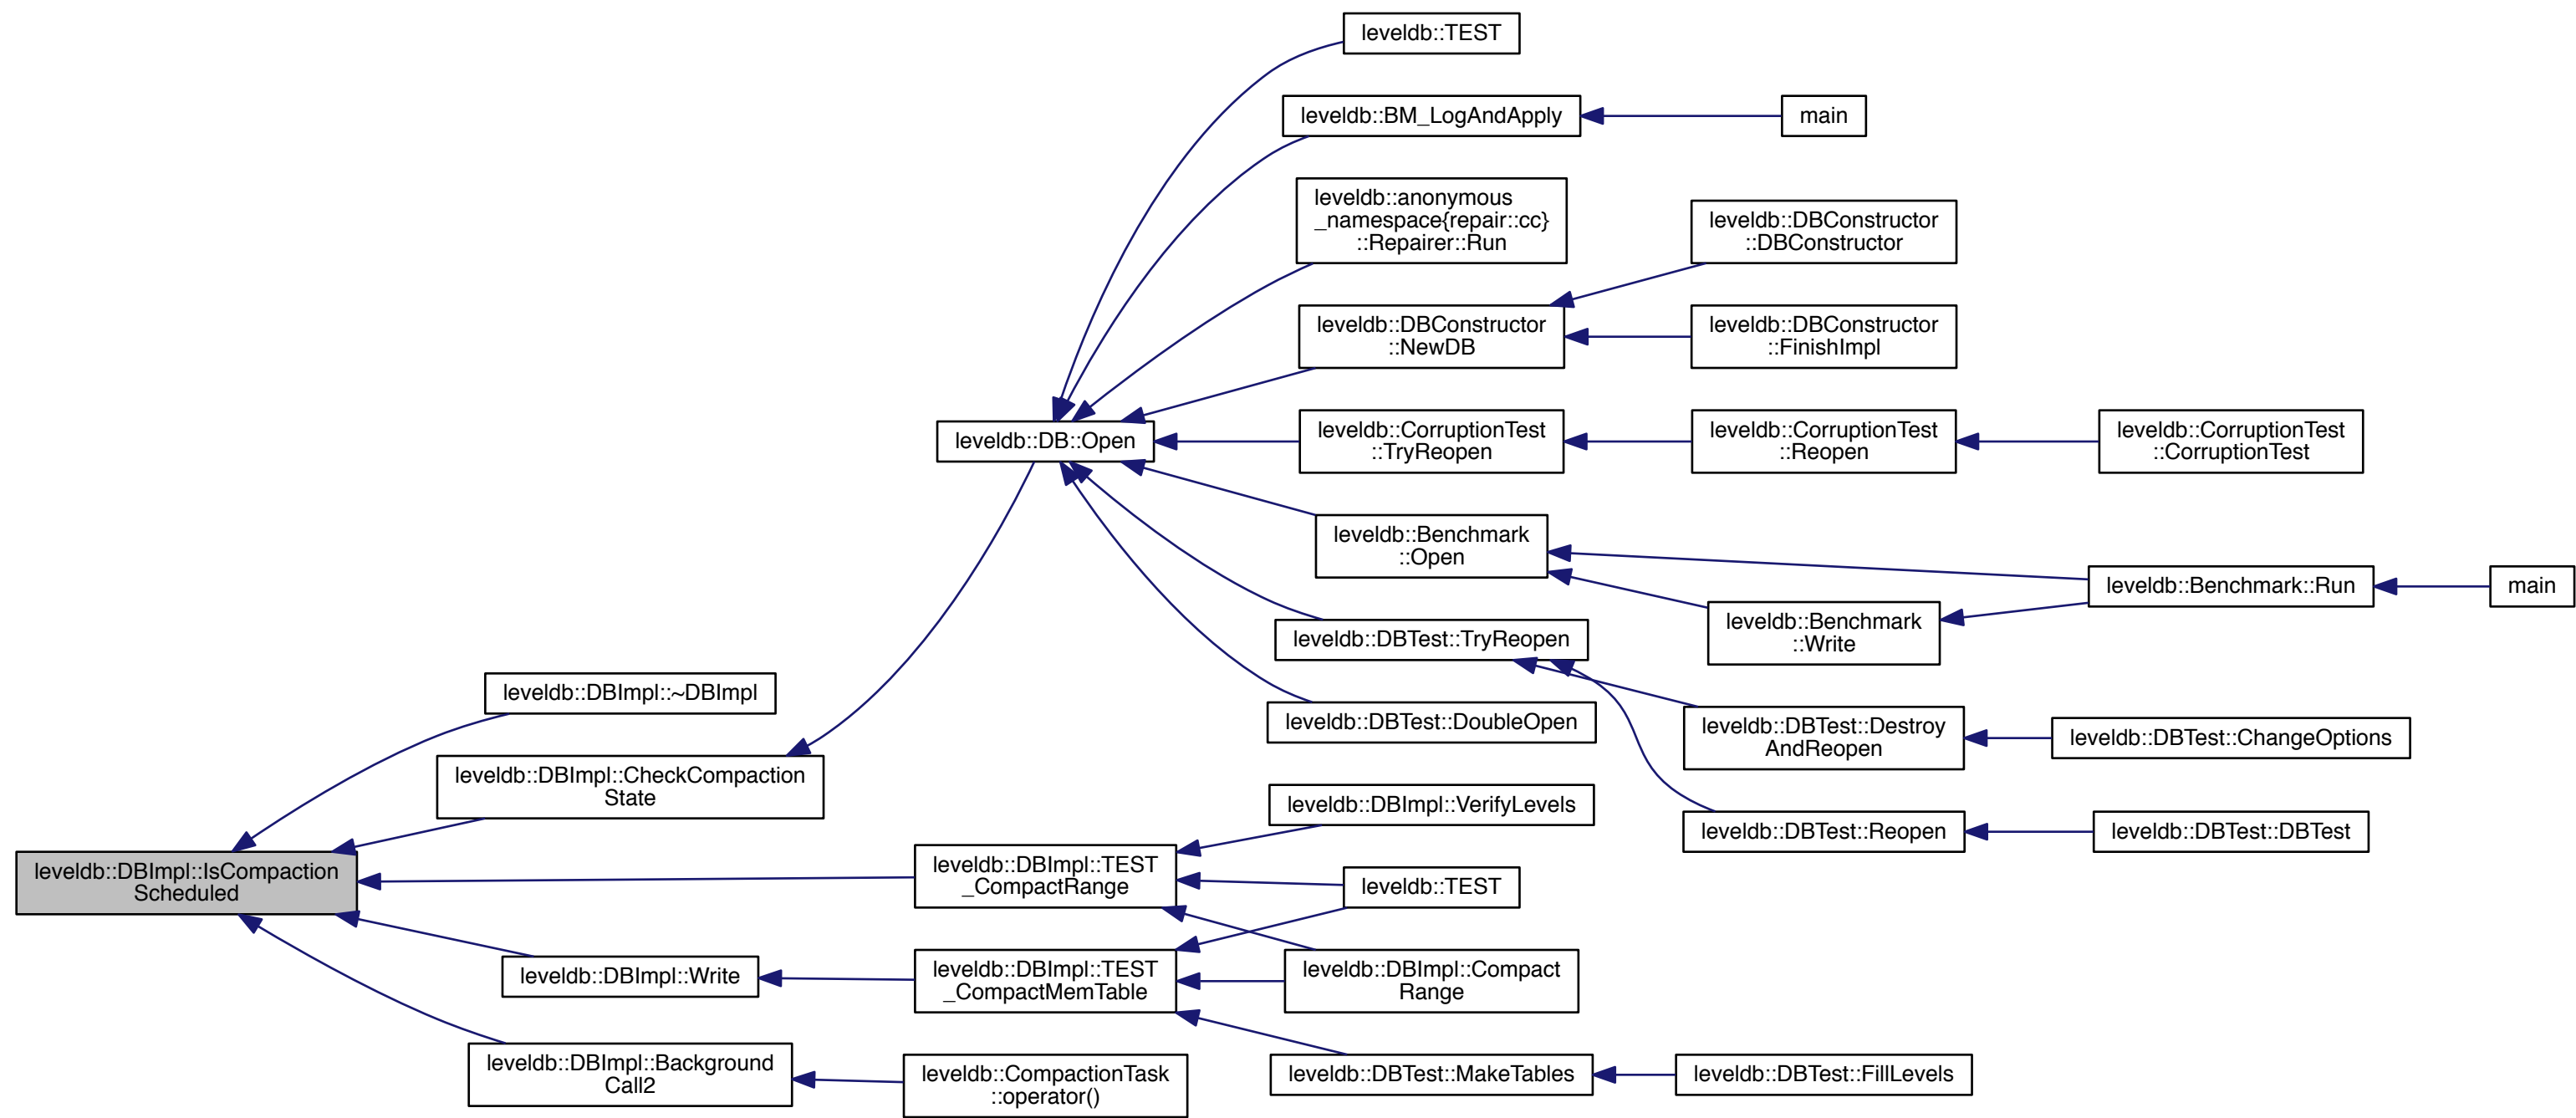 leveldb::TEST
leveldb::BM_LogAndApply
main
leveldb::anonymous
_namespace{repair::cc}
::Repairer::Run
leveldb::DBConstructor
::DBConstructor
leveldb::DBConstructor
::NewDB
leveldb::DBConstructor
::FinishImpl
leveldb::DB::Open
leveldb::CorruptionTest
::TryReopen
leveldb::CorruptionTest
::Reopen
leveldb::CorruptionTest
::CorruptionTest
leveldb::Benchmark
::Open
leveldb::Benchmark::Run
main
leveldb::Benchmark
::Write
leveldb::DBTest::TryReopen
leveldb::DBImpl::~DBImpl
leveldb::DBTest::DoubleOpen
leveldb::DBTest::Destroy
AndReopen
leveldb::DBTest::ChangeOptions
leveldb::DBImpl::CheckCompaction
State
leveldb::DBImpl::VerifyLevels
leveldb::DBTest::Reopen
leveldb::DBTest::DBTest
leveldb::DBImpl::IsCompaction
Scheduled
leveldb::DBImpl::TEST
_CompactRange
leveldb::TEST
leveldb::DBImpl::Write
leveldb::DBImpl::TEST
_CompactMemTable
leveldb::DBImpl::Compact
Range
leveldb::DBImpl::Background
Call2
leveldb::CompactionTask
::operator()
leveldb::DBTest::MakeTables
leveldb::DBTest::FillLevels